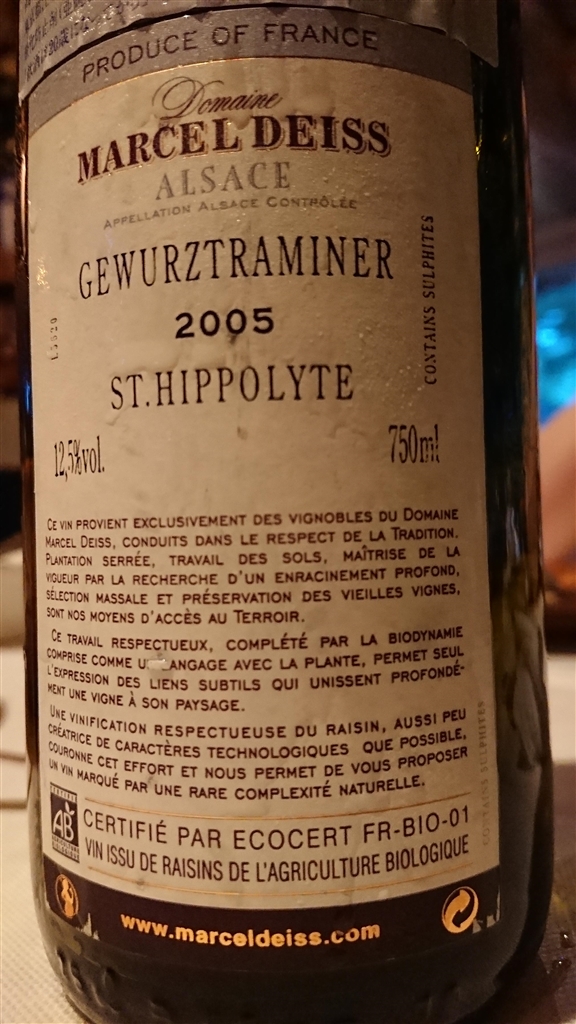 PRODUCE OF FRANCE
Domaine
MARCEL DEISS
ALSACE
APPELLATION ALSACE CONTRÔLÉE
GEWURZTRAMINER
2005
ST.HIPPOLYTE
CONTAINS SULPHITES
12,5%vol.
750ml
CE VIN PROVIENT EXCLUSIVEMENT DES VIGNOBLES DU DOMAINE
MARCEL DEISS, CONDUITS DANS LE RESPECT DE LA TRADITION.
PLANTATION SERRÉE, TRAVAIL DES SOLS, MAÎTRISE DE LA
VIGUEUR PAR LA RECHERCHE D'UN ENRACINEMENT PROFOND,
SÉLECTION MASSALE ET PRÉSERVATION DES VIEILLES VIGNES,
SONT NOS MOYENS D'ACCÈS AU TERROIR.
CE TRAVAIL RESPECTUEUX, COMPLÉTÉ PAR LA BIODYNAMIE
COMPRISE COMME LANGAGE AVEC LA PLANTE, PERMET SEUL
L'EXPRESSION DES LIENS SUBTILS QUI UNISSENT PROFONDÉ-
MENT UNE VIGNE À SON PAYSAGE.
UNE VINIFICATION RESPECTUEUSE DU RAISIN, AUSSI PEU
CRÉATRICE DE CARACTÈRES TECHNOLOGIQUES QUE POSSIBLE,
COURONNE CET EFFORT ET NOUS PERMET DE VOUS PROPOSER
UN VIN MARQUÉ PAR UNE RARE COMPLEXITÉ NATURELLE.
CONTAINS SULPHITES
AB
CERTIFIÉ PAR ECOCERT FR-BIO-01
VIN ISSU DE RAISINS DE L'AGRICULTURE BIOLOGIQUE
www.marceldeiss.com